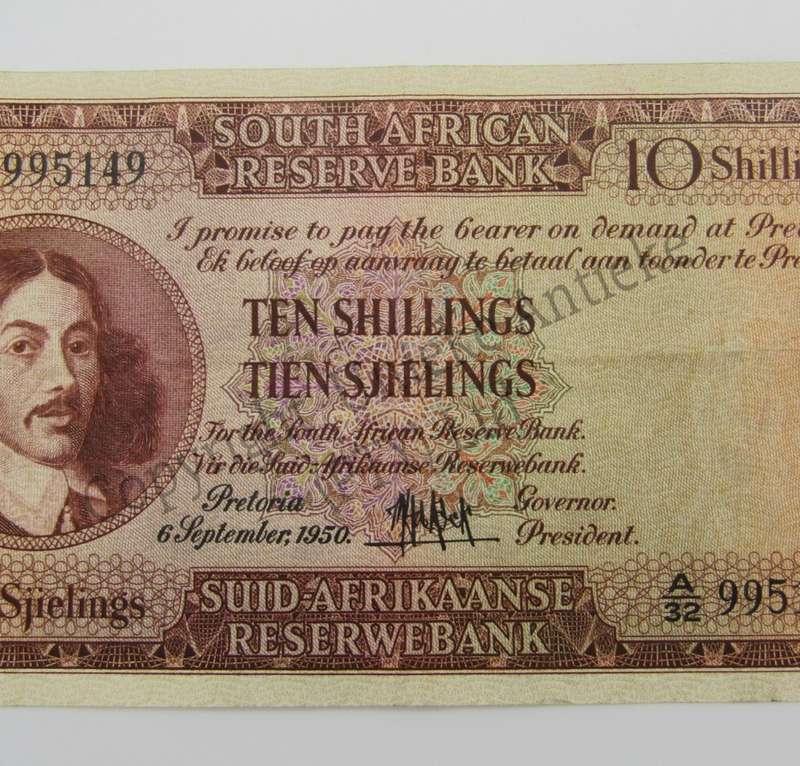 SOUTH AFRICAN
RESERVE BANK
995149
10 Shilli
I promise to pay the bearer on demand at Pre
Ek beloof op aanvraag te betaal aan toonder te Pre
TEN SHILLINGS
TIEN SJIELINGS
For the South African Reserve Bank.
Vir die Suid-Afrikaanse Reserwebank.
Pretoria
Governor.
6 September, 1950.
President.
Sjielings
SUID-AFRIKAANSE
RESERWEBANK
A/32 995
Copyright
Antieke